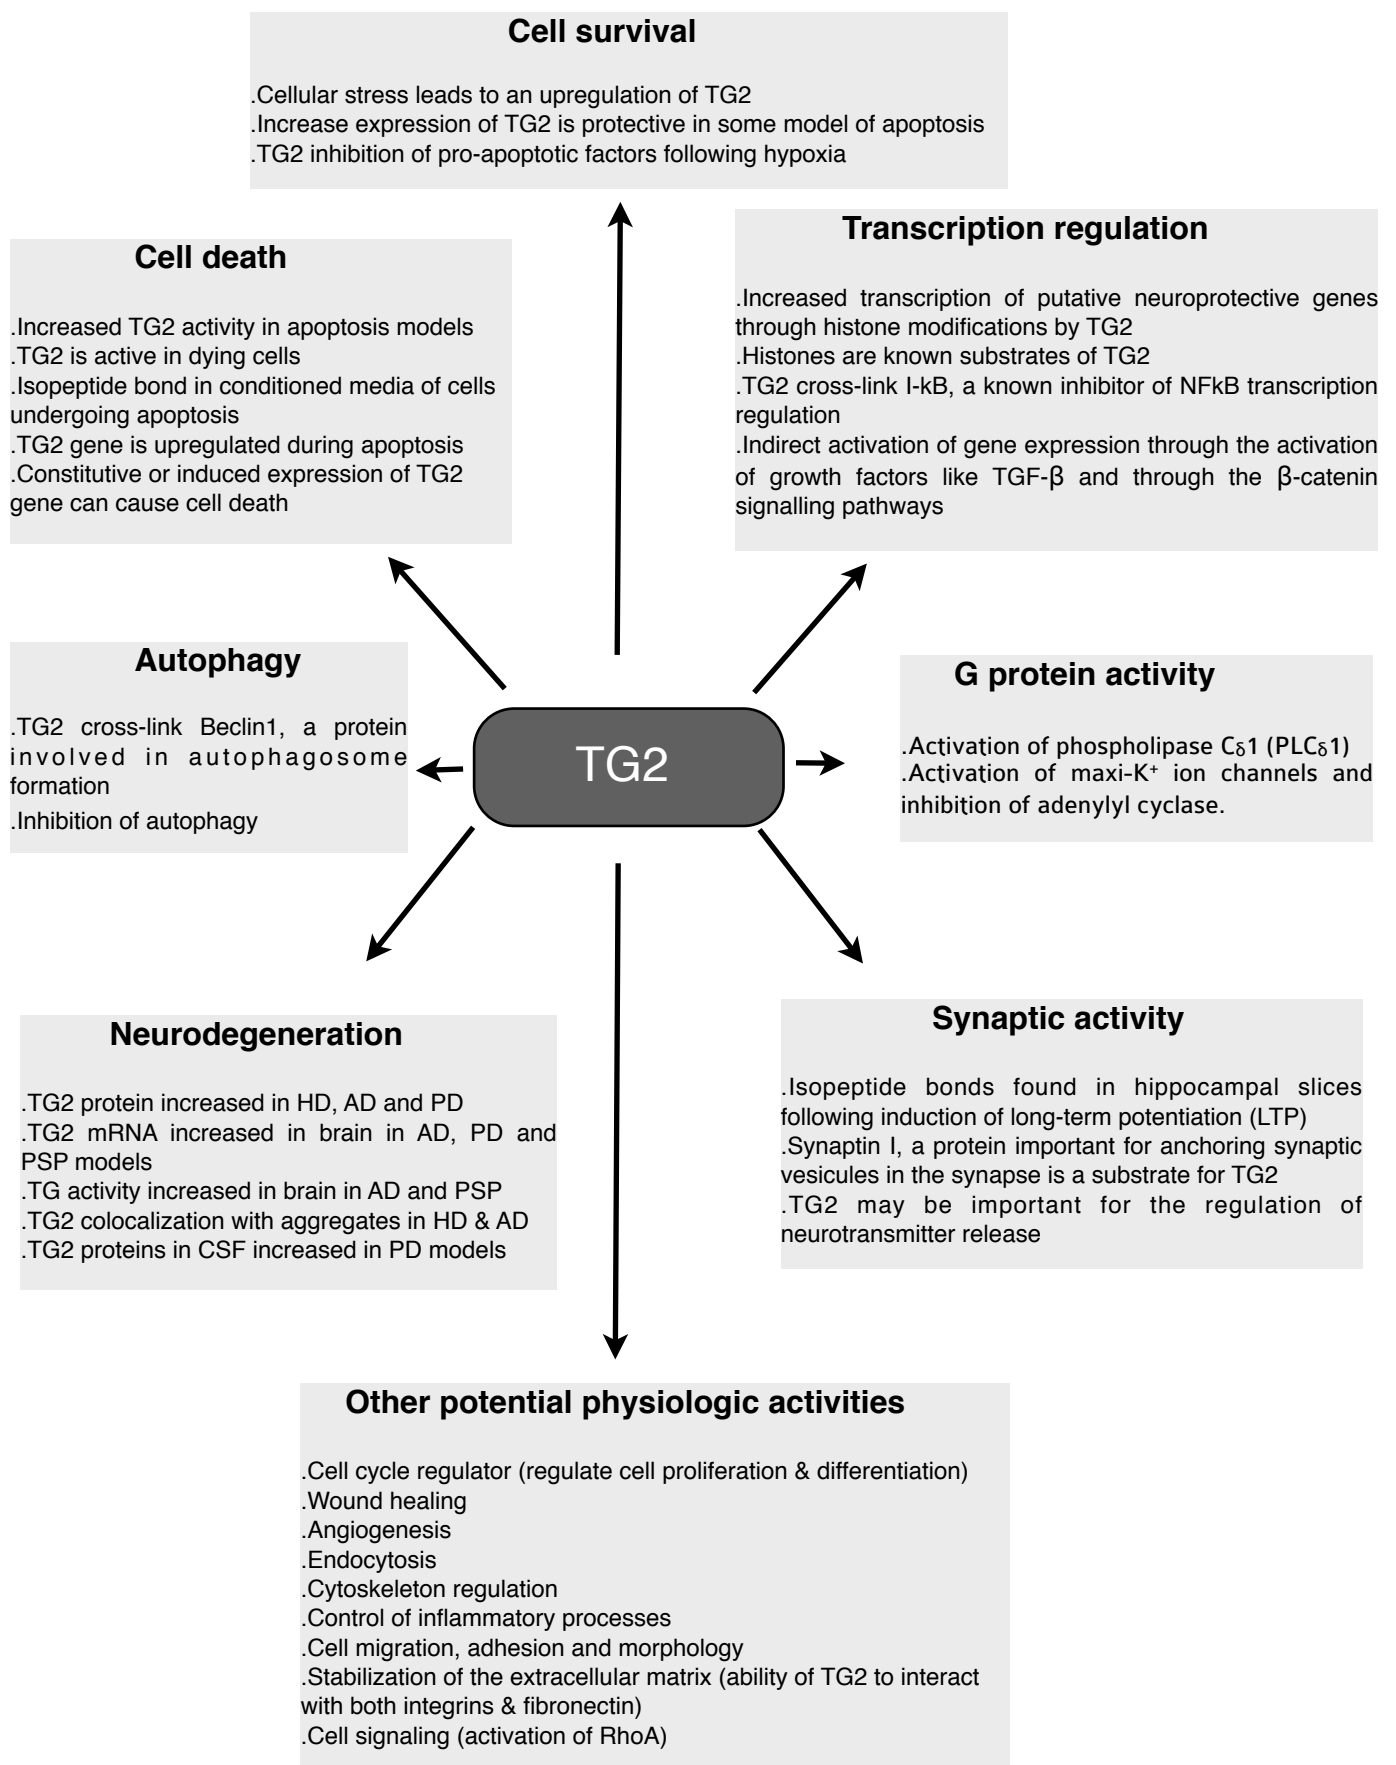 Cell survival
.Cellular stress leads to an upregulation of TG2
.Increase expression of TG2 is protective in some model of apoptosis
.TG2 inhibition of pro-apoptotic factors following hypoxia
Cell death
.Increased TG2 activity in apoptosis models
.TG2 is active in dying cells
.Isopeptide bond in conditioned media of cells
undergoing apoptosis
.TG2 gene is upregulated during apoptosis
.Constitutive or induced expression of TG2
gene can cause cell death
Transcription regulation
.Increased transcription of putative neuroprotective genes
through histone modifications by TG2
.Histones are known substrates of TG2
.TG2 cross-link I-kB, a known inhibitor of NFkB transcription
regulation
.Indirect activation of gene expression through the activation
of growth factors like TGF-β and through the β-catenin
signalling pathways
Autophagy
.TG2 cross-link Beclin1, a protein
involved in autophagosome
formation
.Inhibition of autophagy
TG2
G protein activity
.Activation of phospholipase Cδ1 (PLCδ1)
.Activation of maxi-K⁺ ion channels and
inhibition of adenylyl cyclase.
Neurodegeneration
.TG2 protein increased in HD, AD and PD
.TG2 mRNA increased in brain in AD, PD and
PSP models
.TG activity increased in brain in AD and PSP
.TG2 colocalization with aggregates in HD & AD
.TG2 proteins in CSF increased in PD models
Synaptic activity
.Isopeptide bonds found in hippocampal slices
following induction of long-term potentiation (LTP)
.Synaptin I, a protein important for anchoring synaptic
vesicules in the synapse is a substrate for TG2
.TG2 may be important for the regulation of
neurotransmitter release
Other potential physiologic activities
.Cell cycle regulator (regulate cell proliferation & differentiation)
.Wound healing
.Angiogenesis
.Endocytosis
.Cytoskeleton regulation
.Control of inflammatory processes
.Cell migration, adhesion and morphology
.Stabilization of the extracellular matrix (ability of TG2 to interact
with both integrins & fibronectin)
.Cell signaling (activation of RhoA)